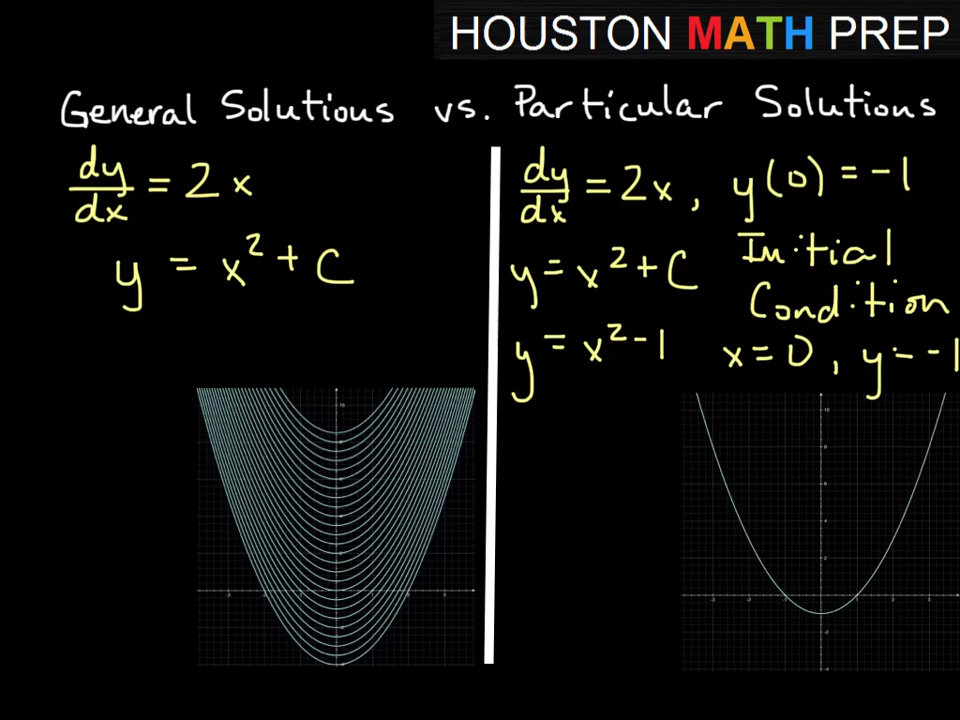 HOUSTON MATH PREP
General Solutions vs. Particular Solutions
dy/dx = 2x
y = x² + C
dy/dx = 2x, y(0) = -1
y = x² + C
Initial
Condition
y = x² - 1
x = 0, y = -1